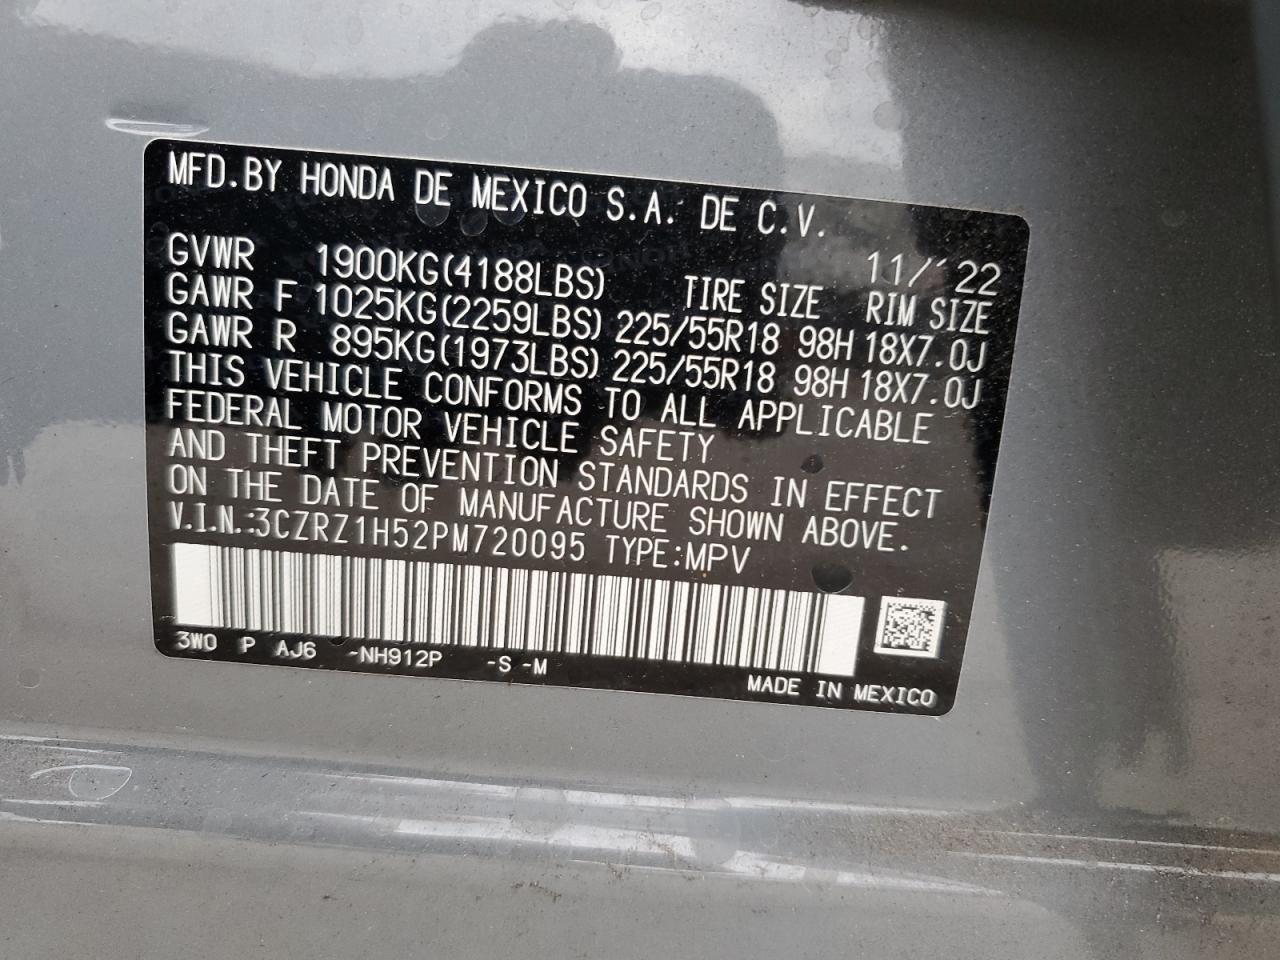 MFD.BY HONDA DE MEXICO S.A. DE C.V.
11/'22
GVWR 1900KG(4188LBS) TIRE SIZE RIM SIZE
GAWR F 1025KG(2259LBS) 225/55R18 98H 18X7.0J
GAWR R 895KG(1973LBS) 225/55R18 98H 18X7.0J
THIS VEHICLE CONFORMS TO ALL APPLICABLE
FEDERAL MOTOR VEHICLE SAFETY
AND THEFT PREVENTION STANDARDS IN EFFECT
ON THE DATE OF MANUFACTURE SHOWN ABOVE.
V.I.N.:3CZRZ1H52PM720095 TYPE:MPV
3W0 P AJ6 -NH912P -S -M
MADE IN MEXICO